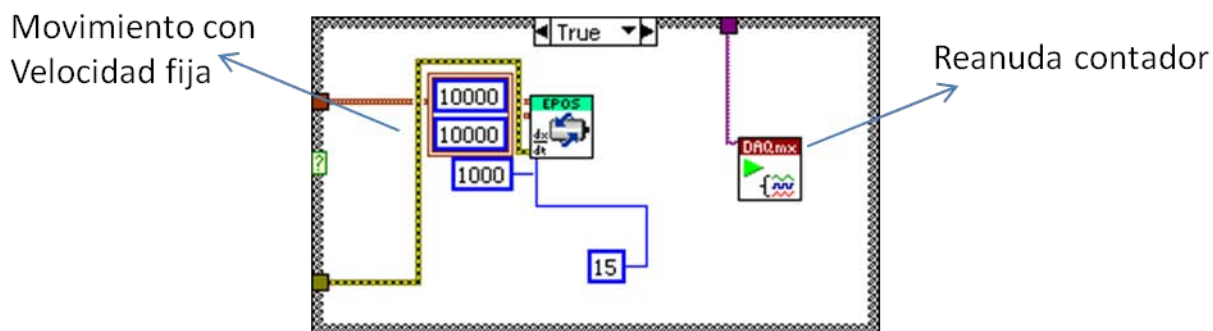 Movimiento con
Velocidad fija
True
Reanuda contador
10000
10000
1000
EPOS
dx
dt
DAQmx
?
15